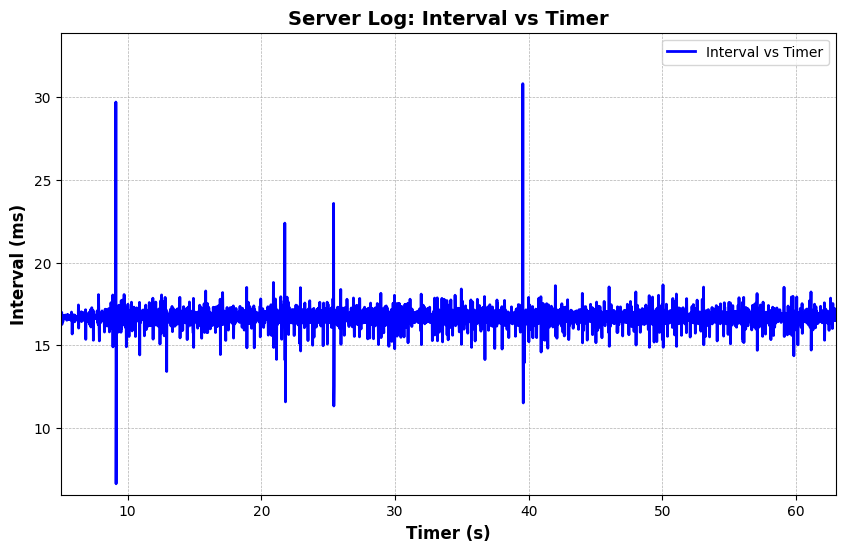 Server Log: Interval vs Timer
Interval vs Timer
30
25
20
15
10
Interval (ms)
10 20 30 40 50 60
Timer (s)